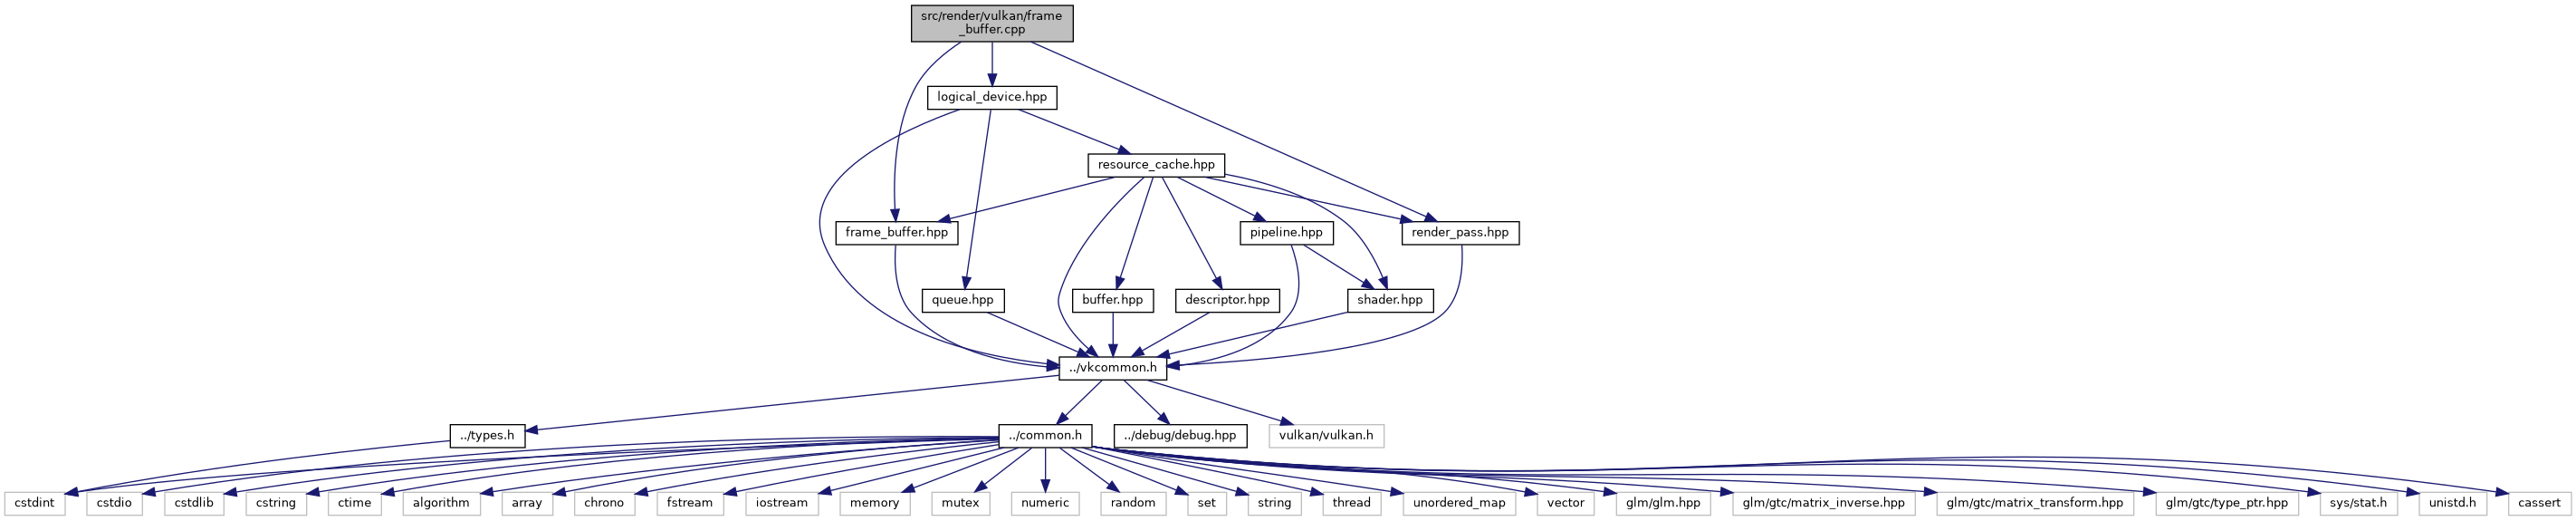 src/render/vulkan/frame
_buffer.cpp
logical_device.hpp
resource_cache.hpp
frame_buffer.hpp
pipeline.hpp
render_pass.hpp
queue.hpp
buffer.hpp
descriptor.hpp
shader.hpp
../vkcommon.h
../types.h
../common.h
../debug/debug.hpp
vulkan/vulkan.h
cstdint
cstdio
cstdlib
cstring
ctime
algorithm
array
chrono
fstream
iostream
memory
mutex
numeric
random
set
string
thread
unordered_map
vector
glm/glm.hpp
glm/gtc/matrix_inverse.hpp
glm/gtc/matrix_transform.hpp
glm/gtc/type_ptr.hpp
sys/stat.h
unistd.h
cassert